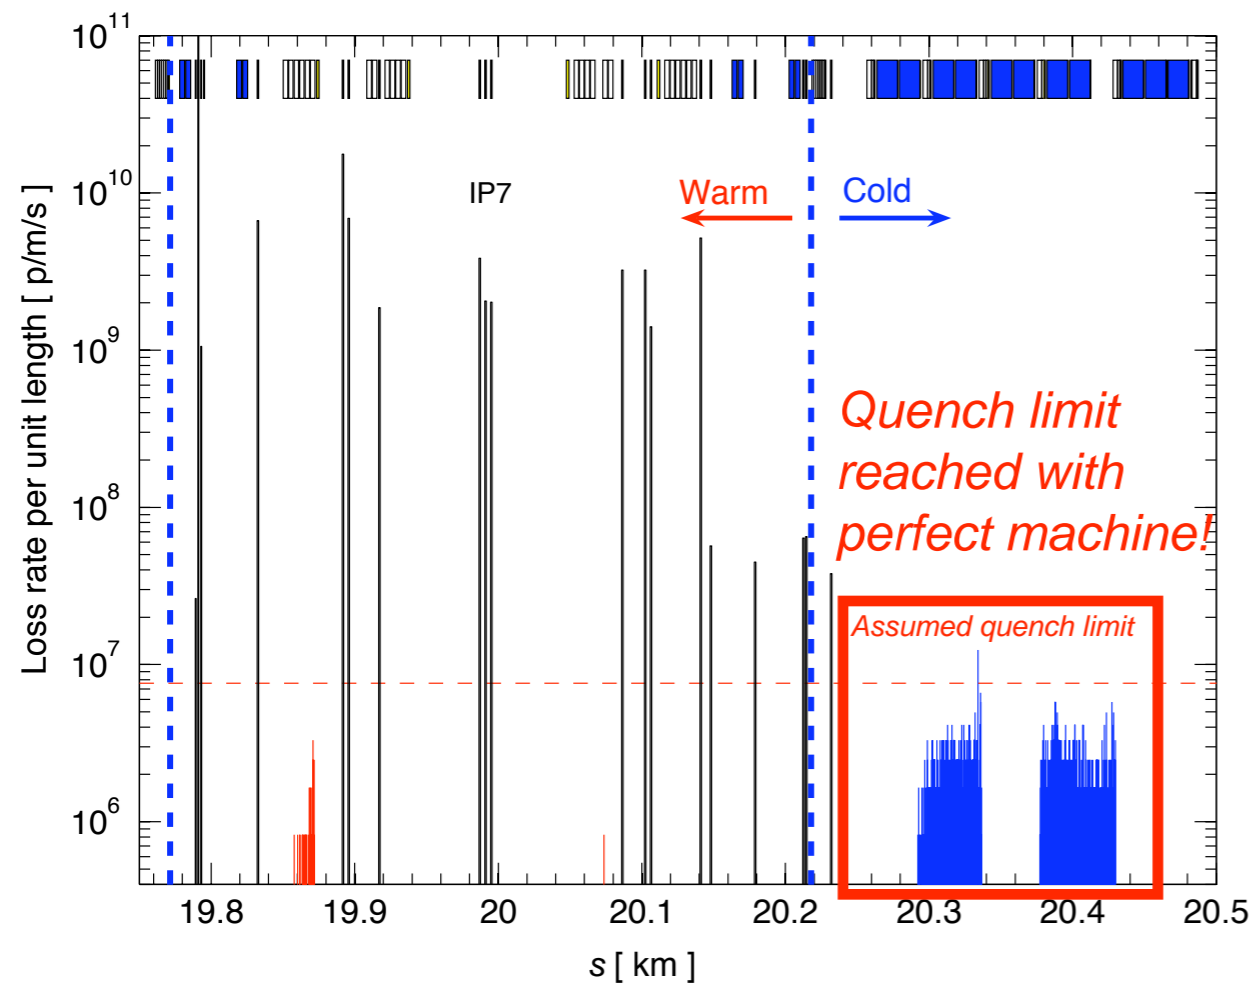 10^11
10^10
10^9
10^8
10^7
10^6
Loss rate per unit length [ p/m/s ]
IP7
Warm
Cold
Quench limit
reached with
perfect machine!
Assumed quench limit
19.8 19.9 20 20.1 20.2 20.3 20.4 20.5
s [ km ]